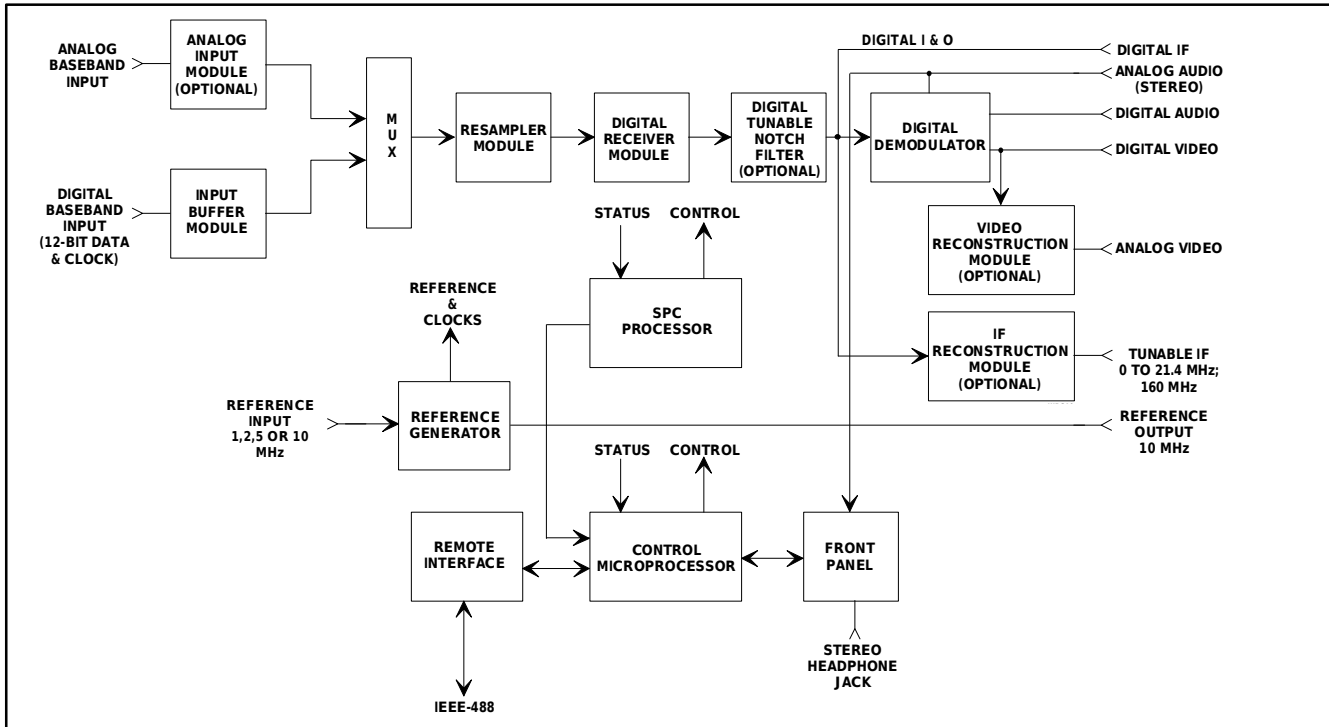 ANALOG
BASEBAND
INPUT
ANALOG
INPUT
MODULE
(OPTIONAL)
DIGITAL
BASEBAND
INPUT
(12-BIT DATA
& CLOCK)
INPUT
BUFFER
MODULE
M
U
X
RESAMPLER
MODULE
DIGITAL
RECEIVER
MODULE
DIGITAL
TUNABLE
NOTCH
FILTER
(OPTIONAL)
DIGITAL I & O
DIGITAL
DEMODULATOR
DIGITAL IF
ANALOG AUDIO
(STEREO)
DIGITAL AUDIO
DIGITAL VIDEO
VIDEO
RECONSTRUCTION
MODULE
(OPTIONAL)
ANALOG VIDEO
STATUS
CONTROL
SPC
PROCESSOR
REFERENCE
&
CLOCKS
IF
RECONSTRUCTION
MODULE
(OPTIONAL)
TUNABLE IF
0 TO 21.4 MHz;
160 MHz
REFERENCE
INPUT
1,2,5 OR 10
MHz
REFERENCE
GENERATOR
REFERENCE
OUTPUT
10 MHz
STATUS
CONTROL
REMOTE
INTERFACE
CONTROL
MICROPROCESSOR
FRONT
PANEL
STEREO
HEADPHONE
JACK
IEEE-488